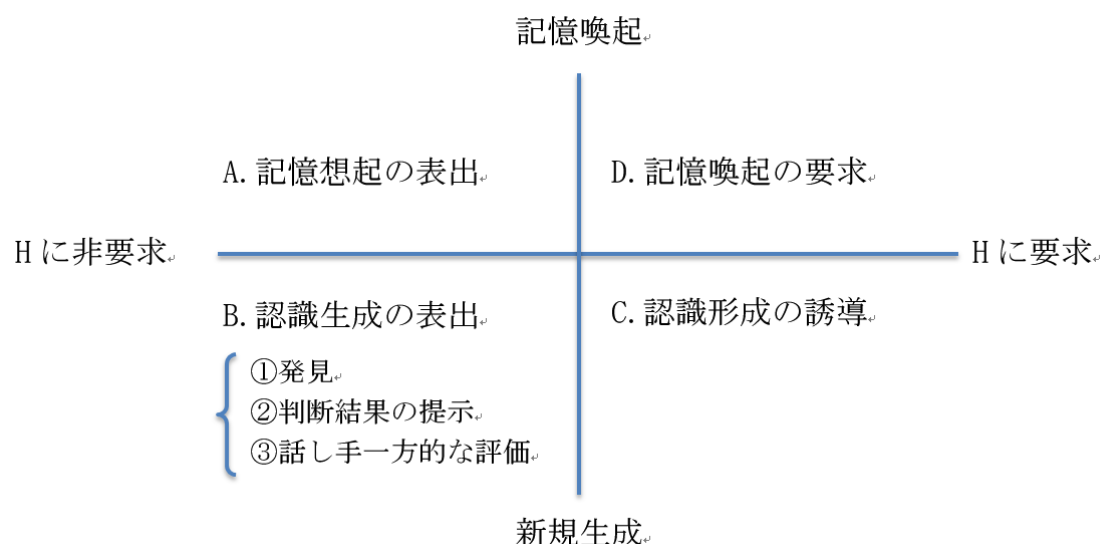 記憶喚起
A. 記憶想起の表出
D. 記憶喚起の要求
Hに非要求
Hに要求
B. 認識生成の表出
C. 認識形成の誘導
①発見
②判断結果の提示
③話し手一方的な評価
新規生成